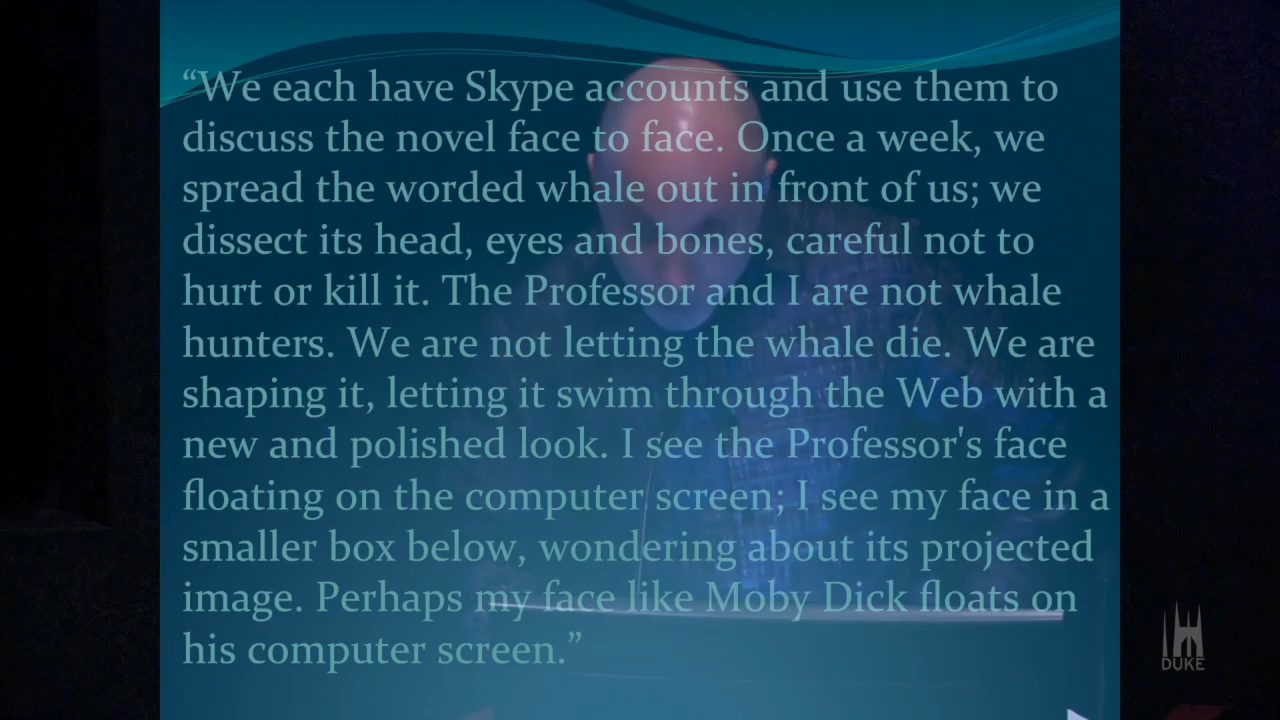 “We each have Skype accounts and use them to
discuss the novel face to face. Once a week, we
spread the worded whale out in front of us; we
dissect its head, eyes and bones, careful not to
hurt or kill it. The Professor and I are not whale
hunters. We are not letting the whale die. We are
shaping it, letting it swim through the Web with a
new and polished look. I see the Professor's face
floating on the computer screen; I see my face in a
smaller box below, wondering about its projected
image. Perhaps my face like Moby Dick floats on
his computer screen.”
DUKE